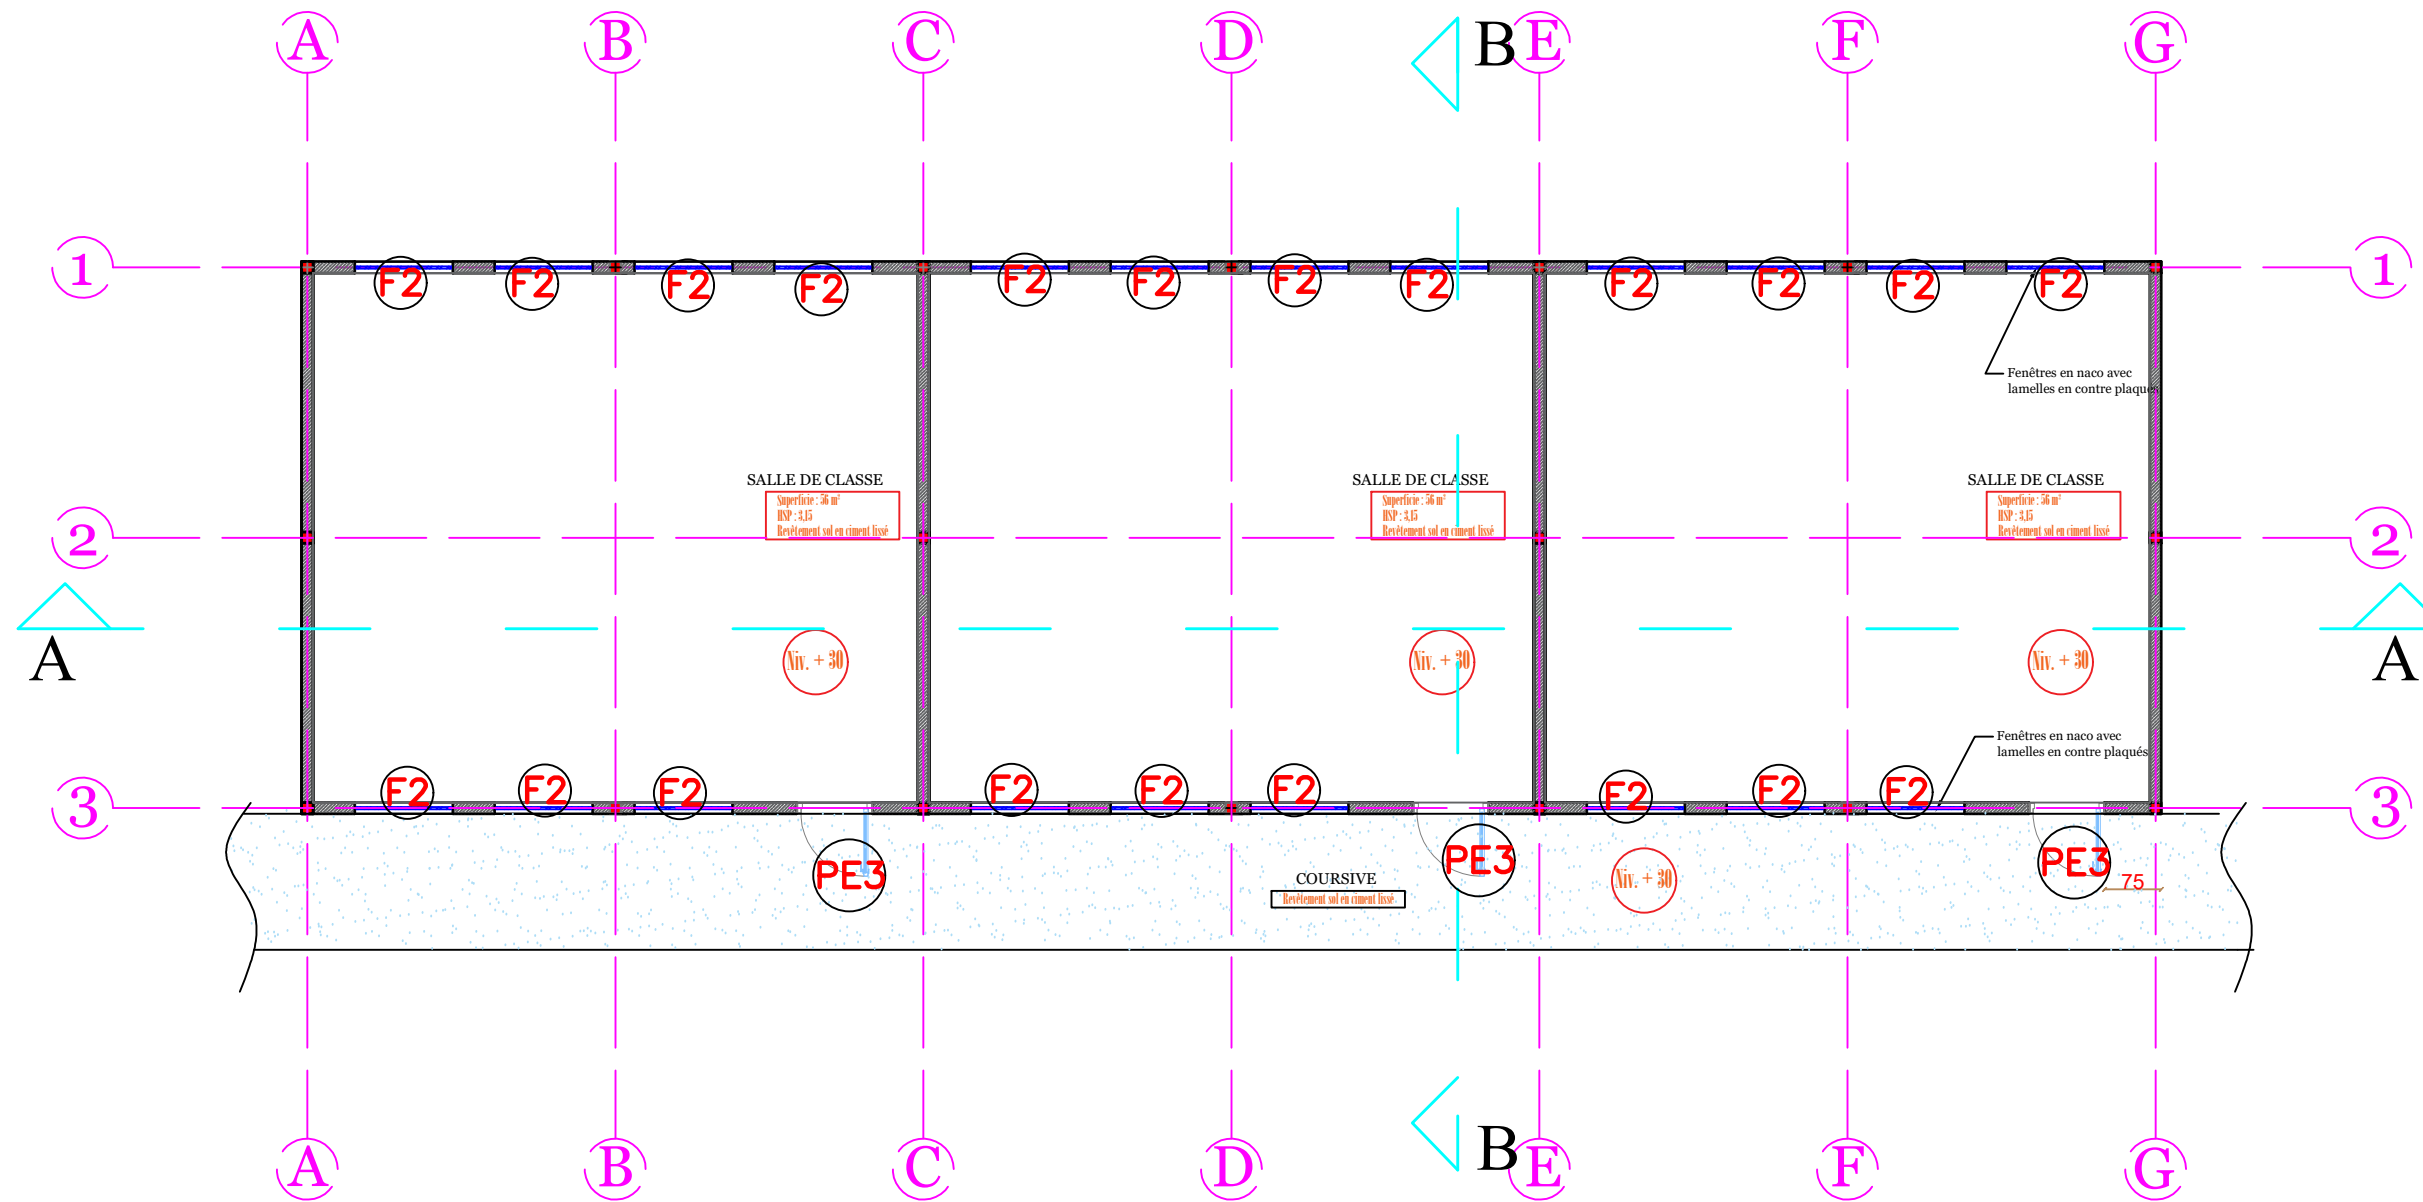 A B C D B E F G
1 1
F2 F2 F2 F2 F2 F2 F2 F2 F2 F2 F2 F2
Fenêtres en naco avec
lamelles en contre plaqués
SALLE DE CLASSE SALLE DE CLASSE SALLE DE CLASSE
Superficie : 56 m² Superficie : 56 m² Superficie : 56 m²
HSP : 3,15 HSP : 3,15 HSP : 3,15
Revêtement sol en ciment lissé Revêtement sol en ciment lissé Revêtement sol en ciment lissé
2 2
A A
Niv. + 30 Niv. + 30 Niv. + 30
Fenêtres en naco avec
lamelles en contre plaqués
F2 F2 F2 F2 F2 F2 F2 F2 F2
3 3
PE3 PE3 PE3
COURSIVE Niv. + 30 75
Revêtement sol en ciment lissé
A B C D B E F G